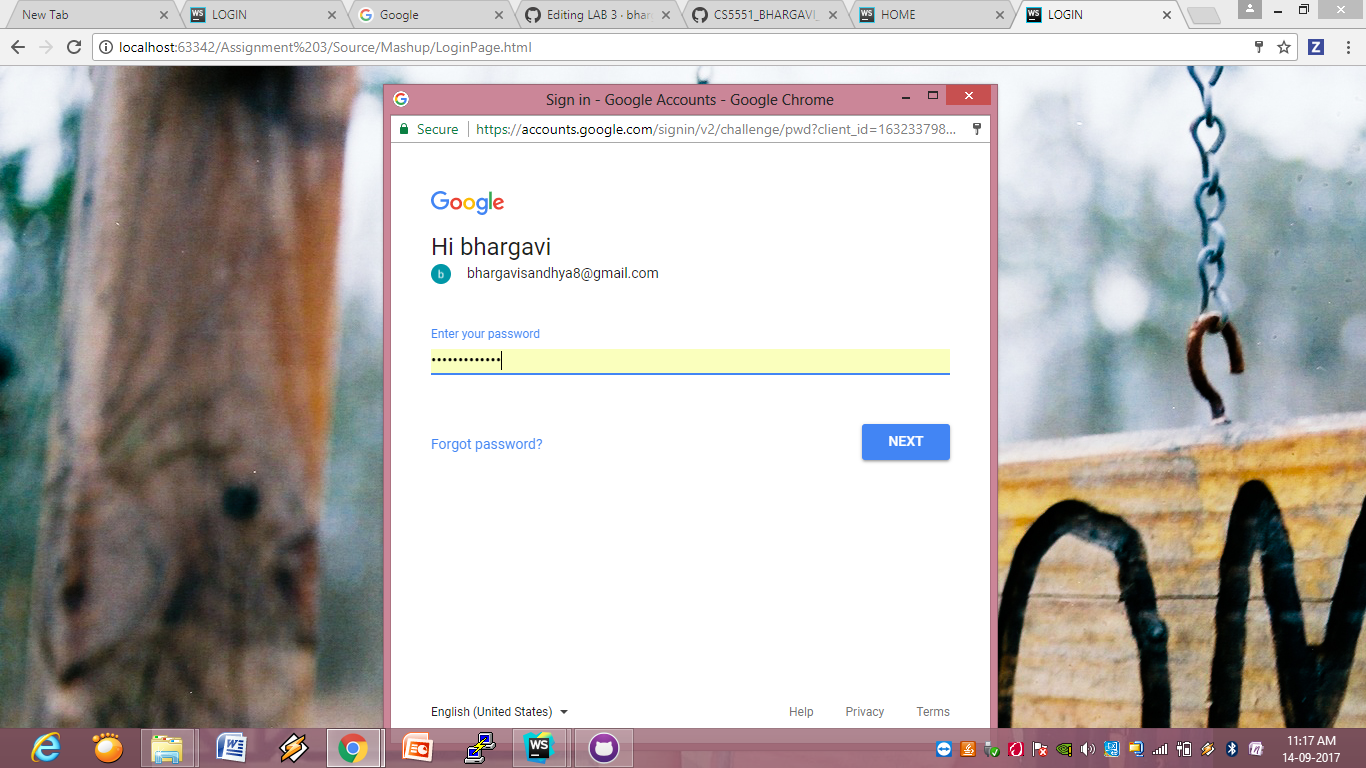 New Tab
LOGIN
Google
Editing LAB 3 - bhar
CS5551_BHARGAVI_
HOME
LOGIN
localhost:63342/Assignment%203/Source/Mashup/LoginPage.html
Z
Sign in - Google Accounts - Google Chrome
Secure
https://accounts.google.com/signin/v2/challenge/pwd?client_id=163233798...
Google
Hi bhargavi
b
bhargavisandhya8@gmail.com
Enter your password
•••••••••••••
Forgot password?
NEXT
English (United States)
Help
Privacy
Terms
WS
11:17 AM
14-09-2017